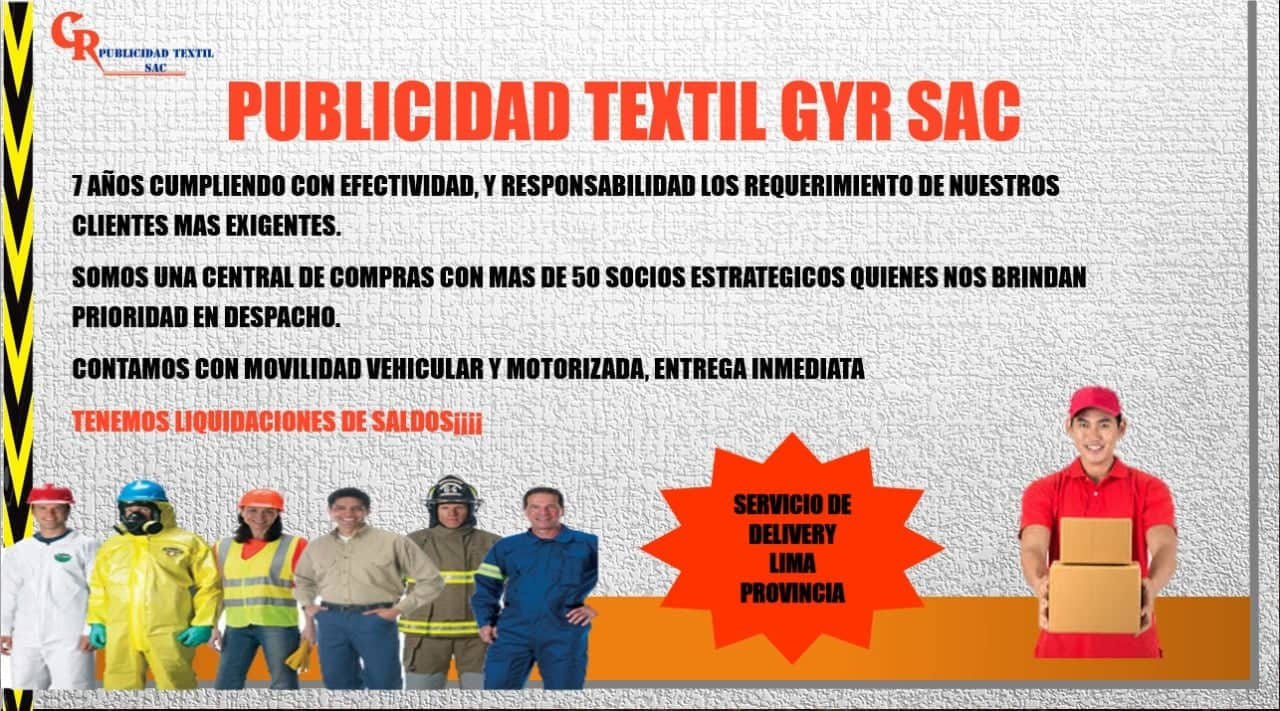 GR PUBLICIDAD TEXTIL
SAC
PUBLICIDAD TEXTIL GYR SAC
7 AÑOS CUMPLIENDO CON EFECTIVIDAD, Y RESPONSABILIDAD LOS REQUERIMIENTO DE NUESTROS
CLIENTES MAS EXIGENTES.
SOMOS UNA CENTRAL DE COMPRAS CON MAS DE 50 SOCIOS ESTRATEGICOS QUIENES NOS BRINDAN
PRIORIDAD EN DESPACHO.
CONTAMOS CON MOVILIDAD VEHICULAR Y MOTORIZADA, ENTREGA INMEDIATA
TENEMOS LIQUIDACIONES DE SALDOS¡¡¡¡
SERVICIO DE
DELIVERY
LIMA
PROVINCIA